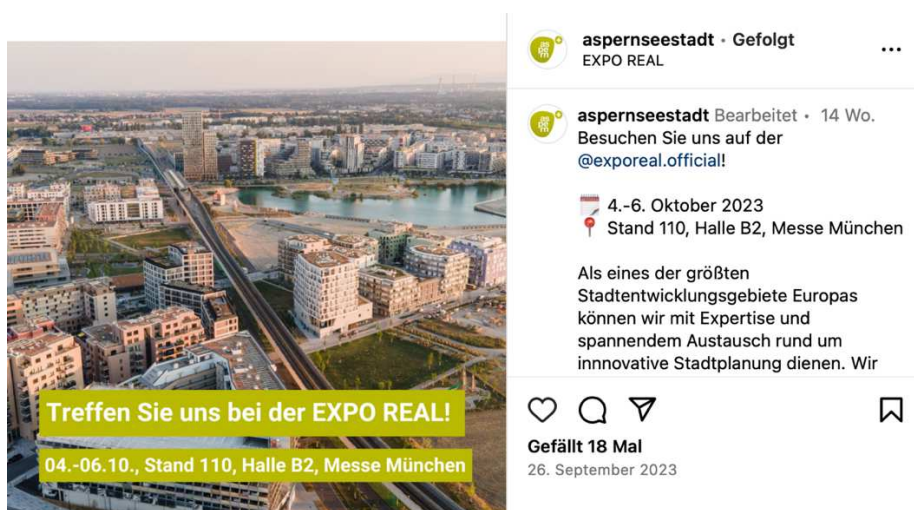 Treffen Sie uns bei der EXPO REAL!
04.-06.10., Stand 110, Halle B2, Messe München
aspernseestadt • Gefolgt
EXPO REAL
aspernseestadt Bearbeitet • 14 Wo.
Besuchen Sie uns auf der
@exporeal.official!
4.-6. Oktober 2023
Stand 110, Halle B2, Messe München
Als eines der größten
Stadtentwicklungsgebiete Europas
können wir mit Expertise und
spannendem Austausch rund um
innnovative Stadtplanung dienen. Wir
Gefällt 18 Mal
26. September 2023